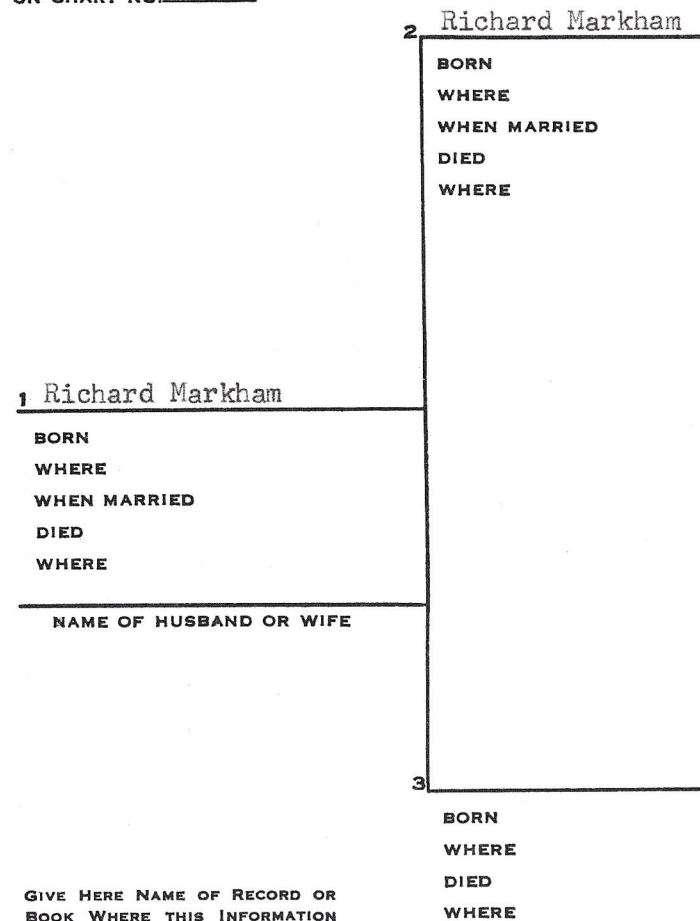 ON CHART NO.
2 Richard Markham
BORN
WHERE
WHEN MARRIED
DIED
WHERE
1 Richard Markham
BORN
WHERE
WHEN MARRIED
DIED
WHERE
NAME OF HUSBAND OR WIFE
3
BORN
WHERE
DIED
WHERE
GIVE HERE NAME OF RECORD OR
BOOK WHERE THIS INFORMATION